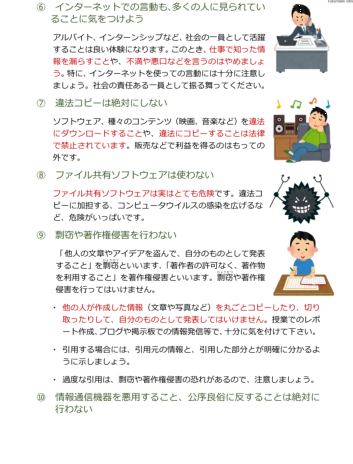 ⑥ インターネットでの言動も、多くの人に見られてい
ることに気をつけよう
アルバイト、インターンシップなど、社会の一員として活躍
することは良い体験になります。このとき、仕事で知った情
報を漏らすことや、不満や悪口などを言うのはやめましょ
う。特に、インターネットを使っての言動には十分に注意し
ましょう。社会の責任ある一員として振る舞ってください。
⑦ 違法コピーは絶対にしない
ソフトウェア、種々のコンテンツ（映画、音楽など）を違法
にダウンロードすることや、違法にコピーすることは法律
で禁止されています。販売などで利益を得るのはもっての
外です。
⑧ ファイル共有ソフトウェアは使わない
ファイル共有ソフトウェアは実はとても危険です。違法コ
ピーに加担する、コンピュータウイルスの感染を広げるな
ど、危険がいっぱいです。
⑨ 剽窃や著作権侵害を行わない
「他人の文章やアイデアを盗んで、自分のものとして発表
すること」を剽窃といいます。「著作者の許可なく、著作物
を利用すること」を著作権侵害といいます。剽窃や著作権
侵害を行ってはいけません。
・ 他の人が作成した情報（文章や写真など）を丸ごとコピーしたり、切り
取ったりして、自分のものとして発表してはいけません。授業でのレポ
ート作成、ブログや掲示板での情報発信等で、十分に気を付けて下さい。
・ 引用する場合には、引用元の情報と、引用した部分とが明確に分かるよ
うに示しましょう。
・ 過度な引用は、剽窃や著作権侵害の恐れがあるので、注意しましょう。
⑩ 情報通信機器を悪用すること、公序良俗に反することは絶対に
行わない